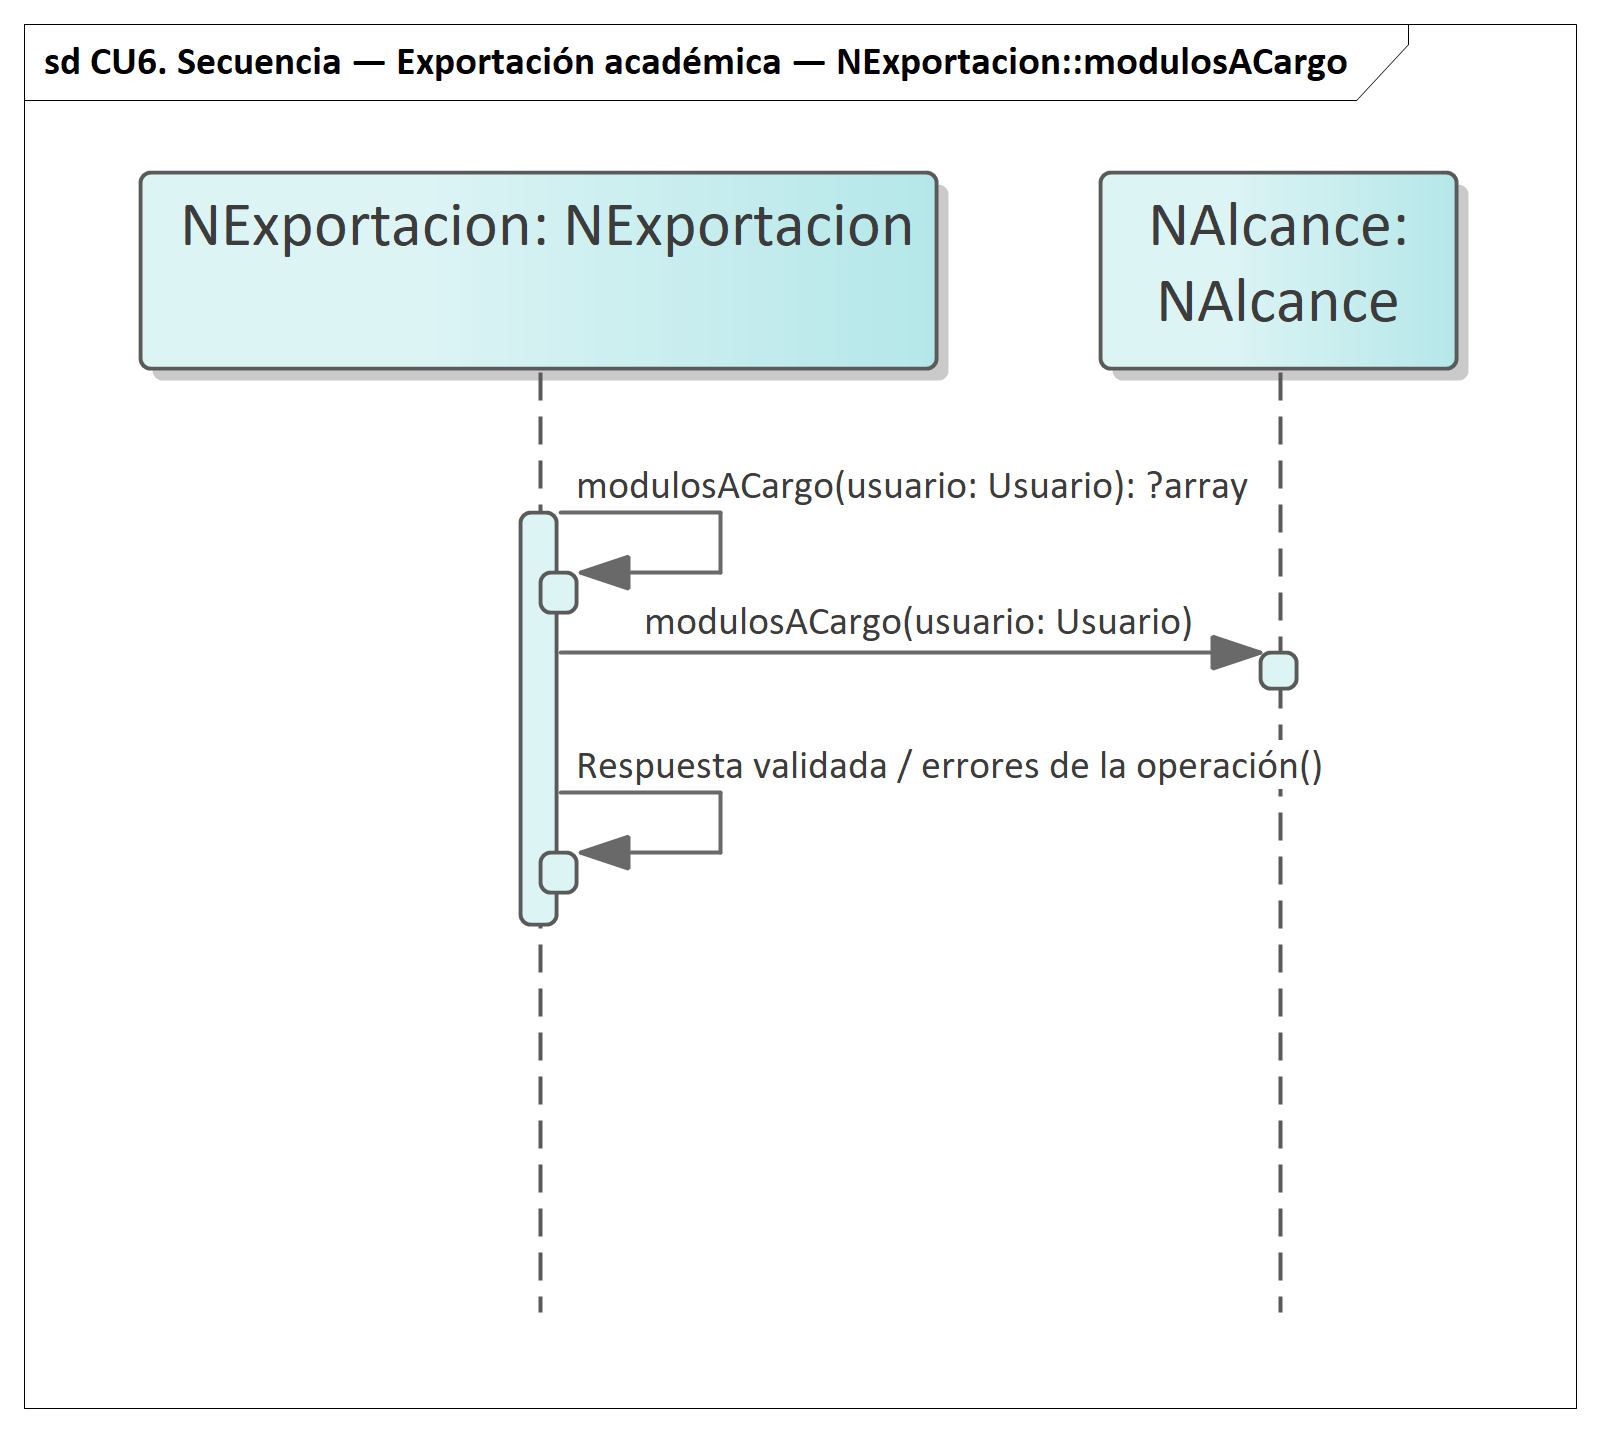 sd CU6. Secuencia — Exportación académica — NExportacion::modulosACargo
NExportacion: NExportacion
NAlcance:
NAlcance
modulosACargo(usuario: Usuario): ?array
modulosACargo(usuario: Usuario)
Respuesta validada / errores de la operación()